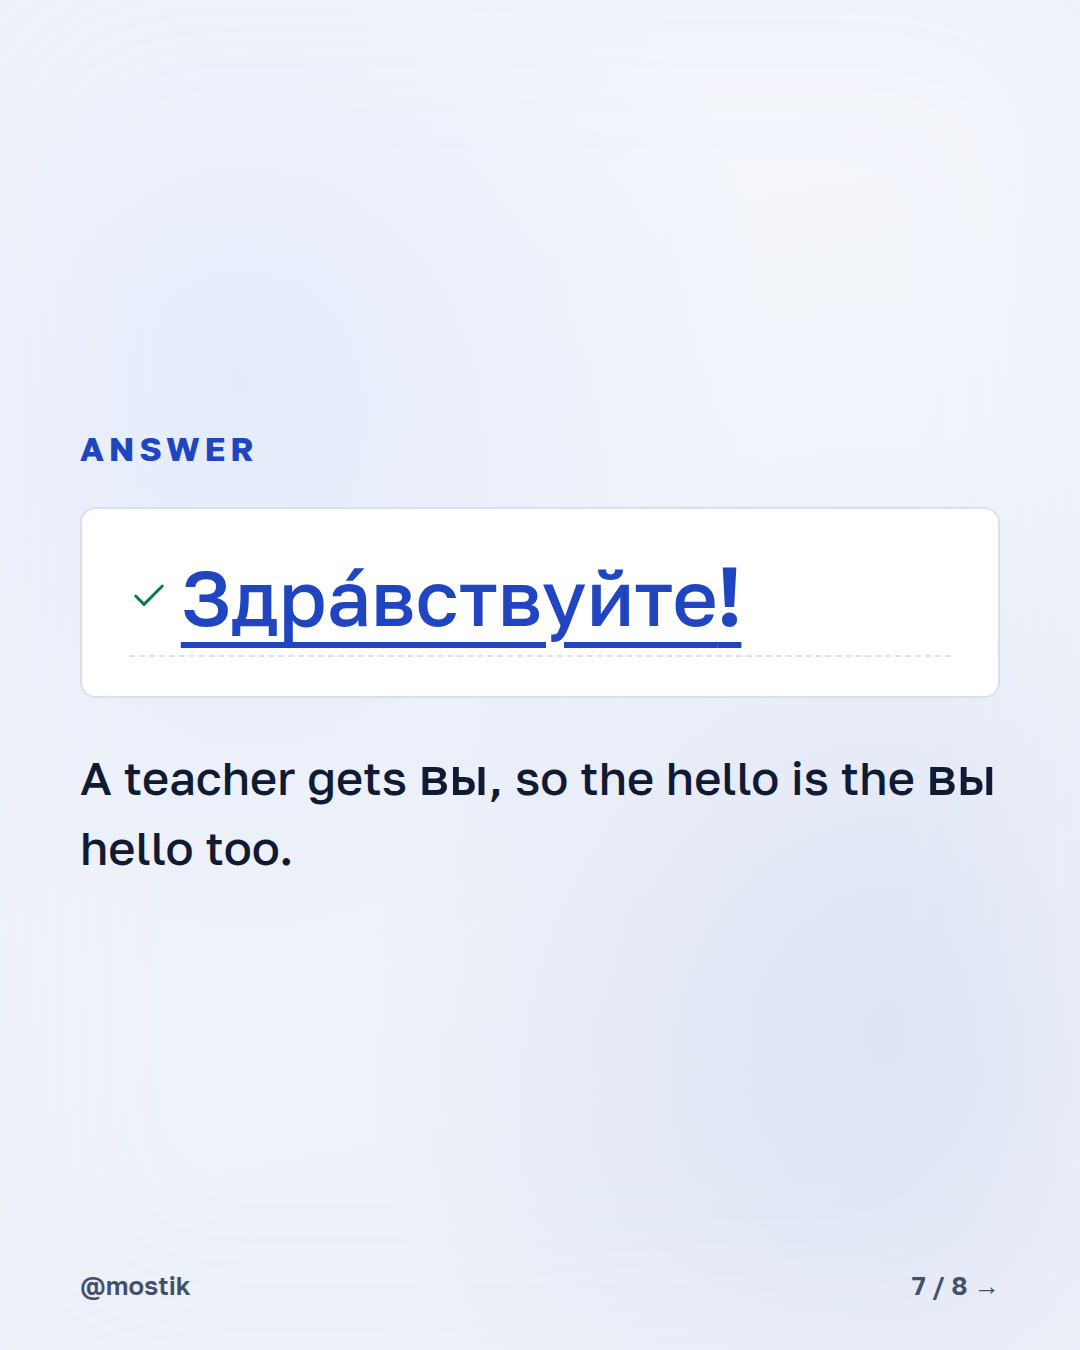 ANSWER
✓ Здра́вствуйте!
A teacher gets вы, so the hello is the вы
hello too.
@mostik
7 / 8 →